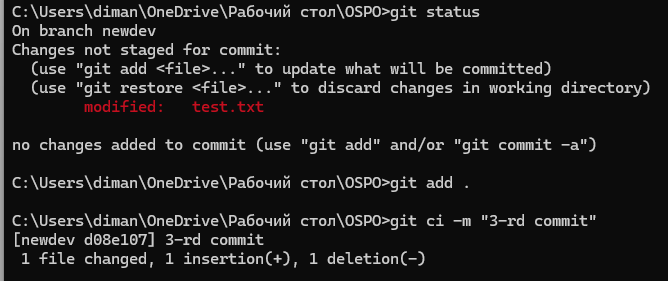 C:\Users\diman\OneDrive\Рабочий стол\OSPO>git status
On branch newdev
Changes not staged for commit:
  (use "git add <file>..." to update what will be committed)
  (use "git restore <file>..." to discard changes in working directory)
        modified:   test.txt
no changes added to commit (use "git add" and/or "git commit -a")
C:\Users\diman\OneDrive\Рабочий стол\OSPO>git add .
C:\Users\diman\OneDrive\Рабочий стол\OSPO>git ci -m "3-rd commit"
[newdev d08e107] 3-rd commit
 1 file changed, 1 insertion(+), 1 deletion(-)